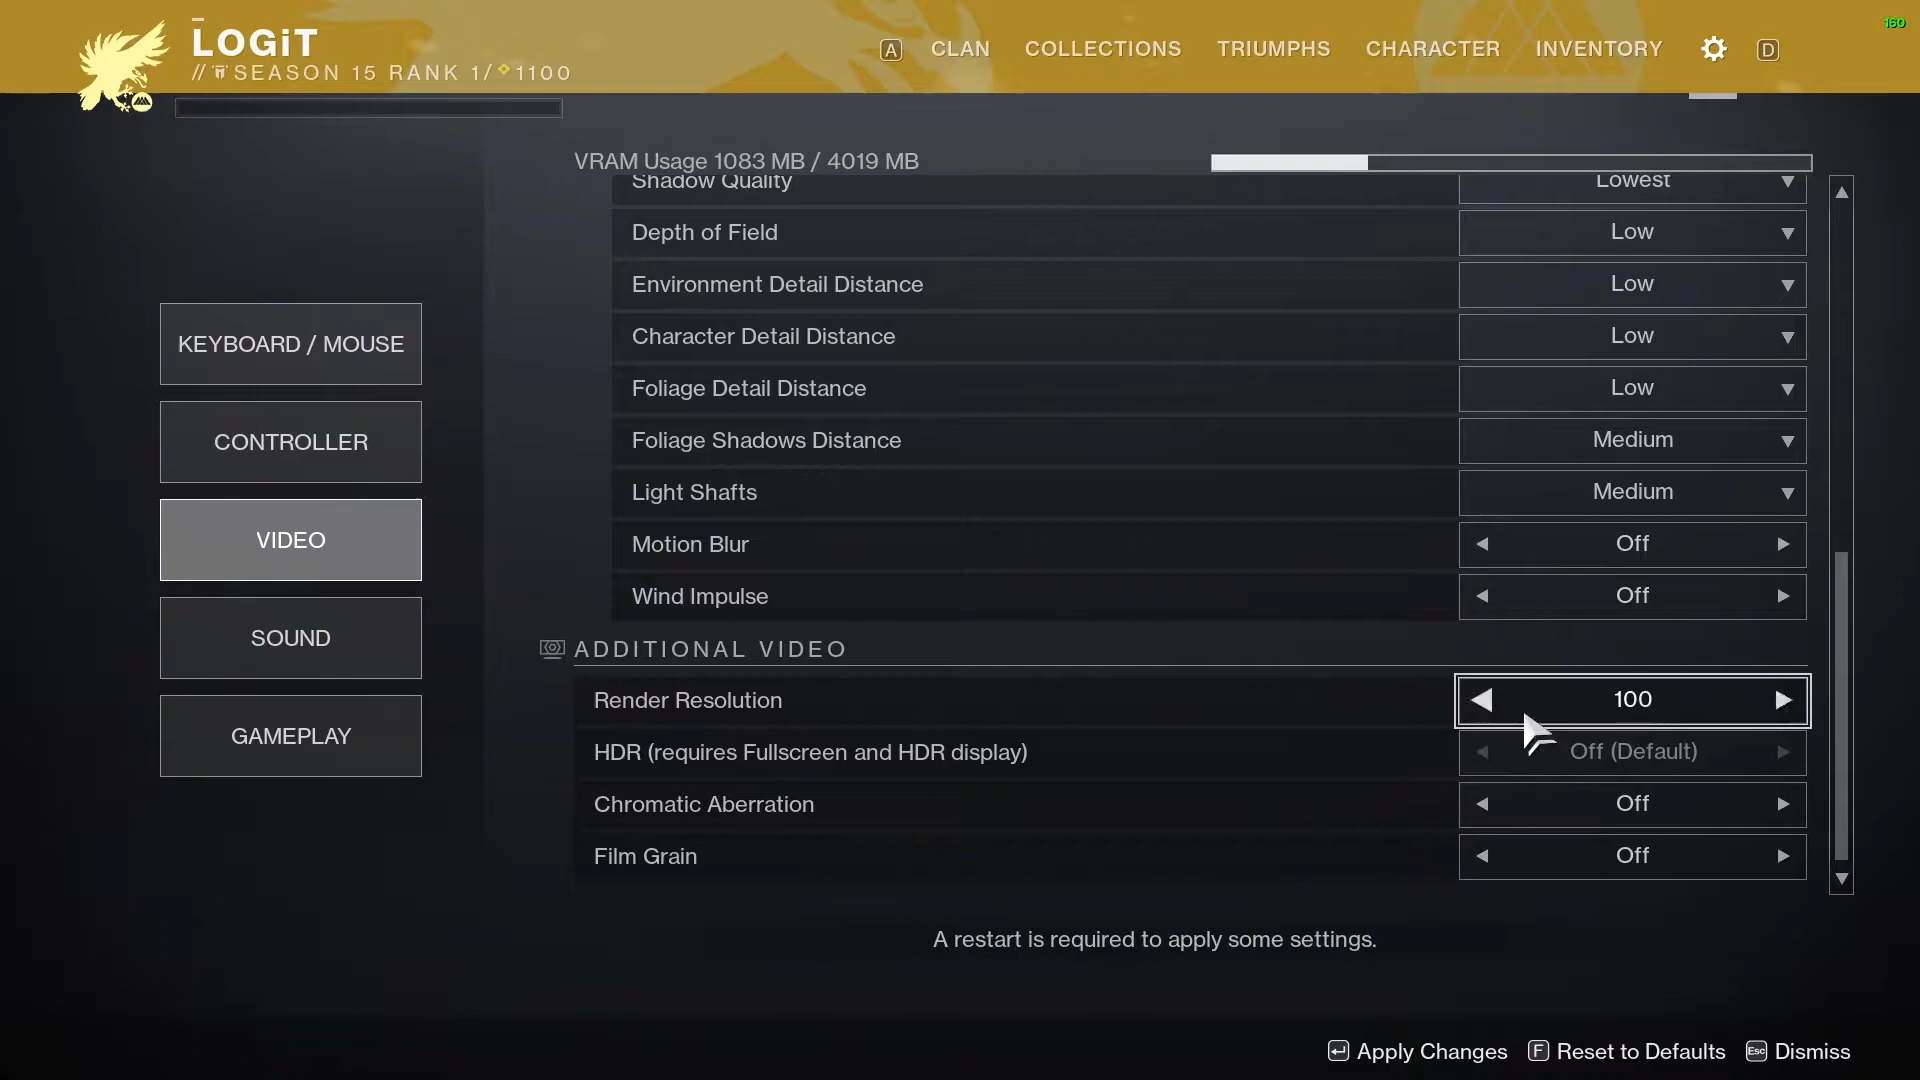 LOGiT
// SEASON 15 RANK 1/ 1100
A CLAN COLLECTIONS TRIUMPHS CHARACTER INVENTORY D
160
VRAM Usage 1083 MB / 4019 MB
Shadow Quality Lowest
Depth of Field Low
Environment Detail Distance Low
Character Detail Distance Low
Foliage Detail Distance Low
Foliage Shadows Distance Medium
Light Shafts Medium
Motion Blur Off
Wind Impulse Off
KEYBOARD / MOUSE
CONTROLLER
VIDEO
SOUND
GAMEPLAY
ADDITIONAL VIDEO
Render Resolution 100
HDR (requires Fullscreen and HDR display) Off (Default)
Chromatic Aberration Off
Film Grain Off
A restart is required to apply some settings.
Apply Changes F Reset to Defaults Esc Dismiss